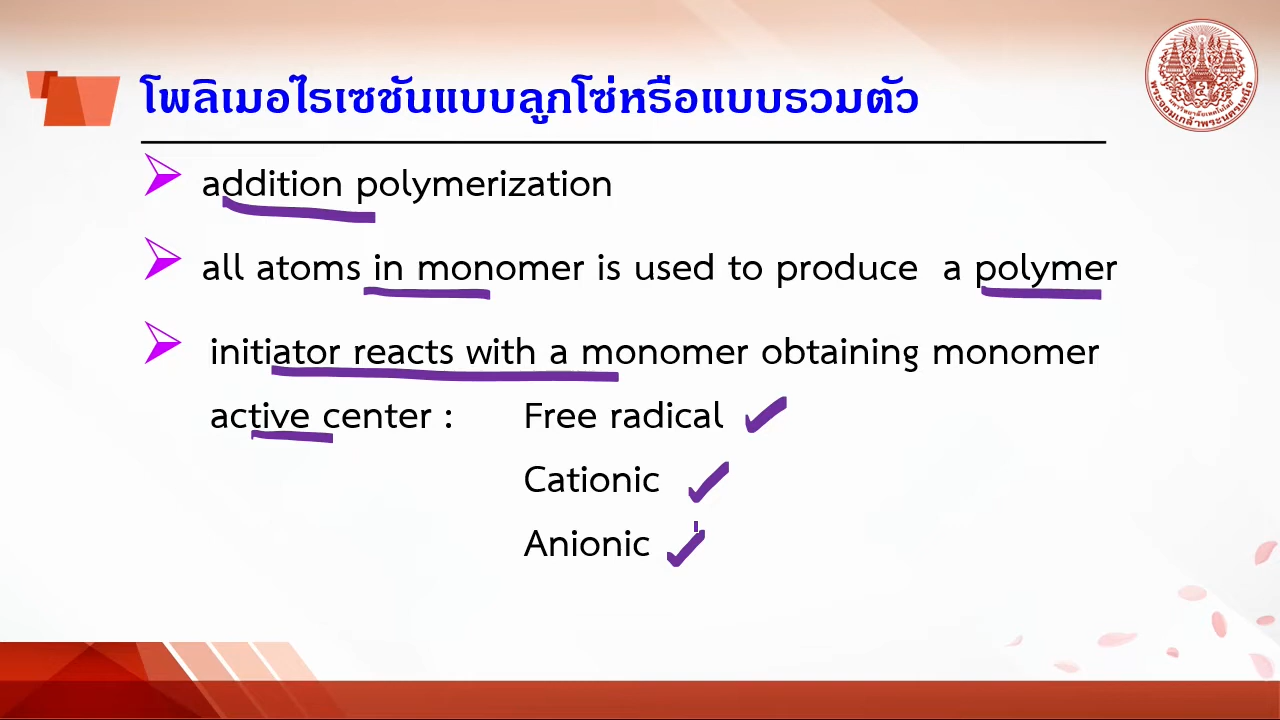 โพลิเมอไรเซชันแบบลูกโซ่หรือแบบรวมตัว
addition polymerization
all atoms in monomer is used to produce a polymer
initiator reacts with a monomer obtaining monomer
active center : Free radical
Cationic
Anionic